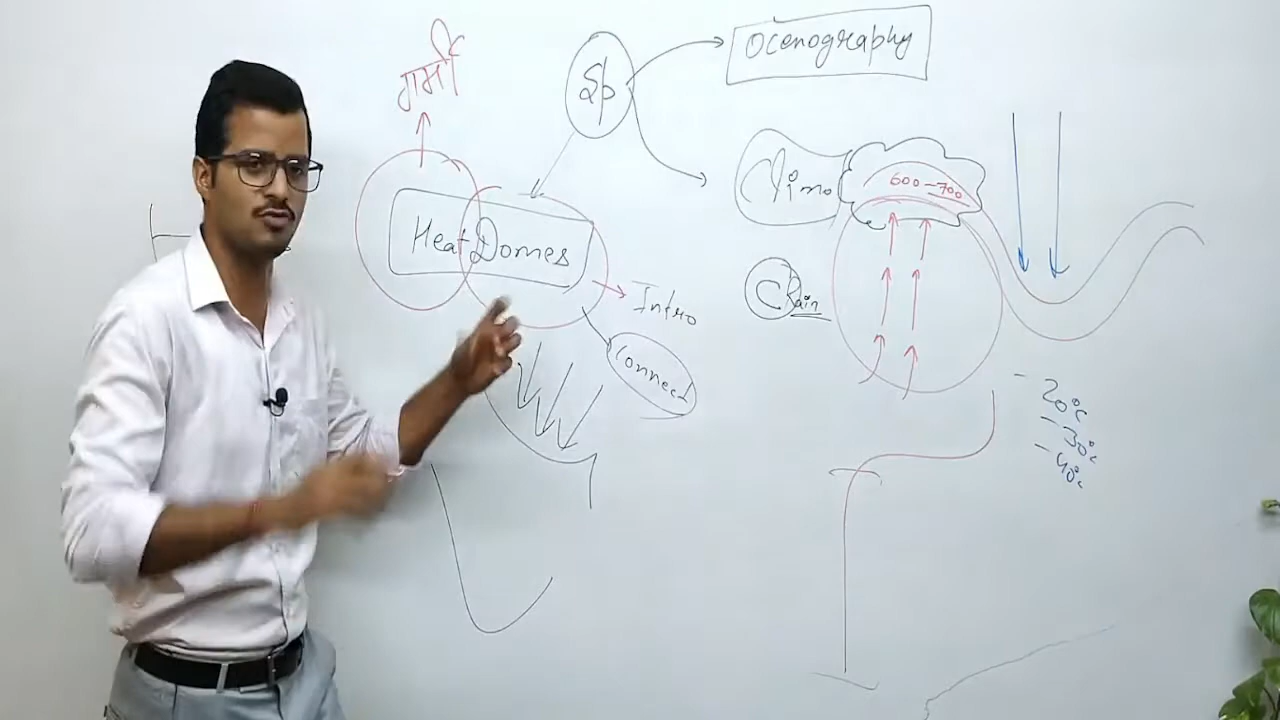 गर्मी
Ocenography
Heat Domes
Clima
600-700
Rain
Intro
Connect
- 20°c
- 30°c
- 40°c